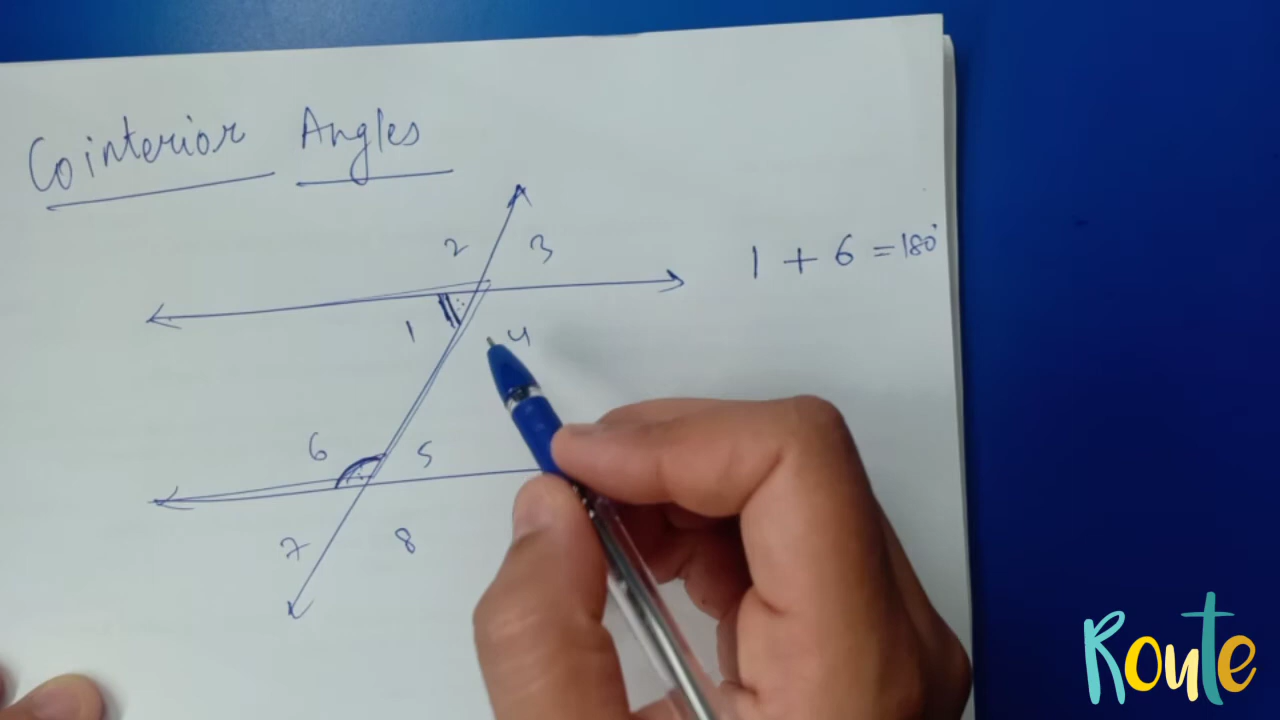 Cointerior Angles
2 3
1 + 6 = 180°
1 4
6 5
7 8
Route